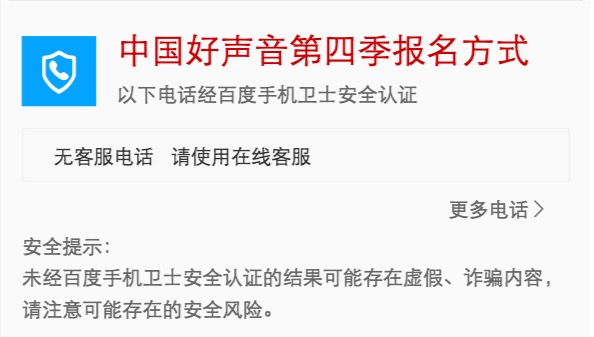 中国好声音第四季报名方式
以下电话经百度手机卫士安全认证
无客服电话 请使用在线客服
更多电话
安全提示：
未经百度手机卫士安全认证的结果可能存在虚假、诈骗内容，
请注意可能存在的安全风险。